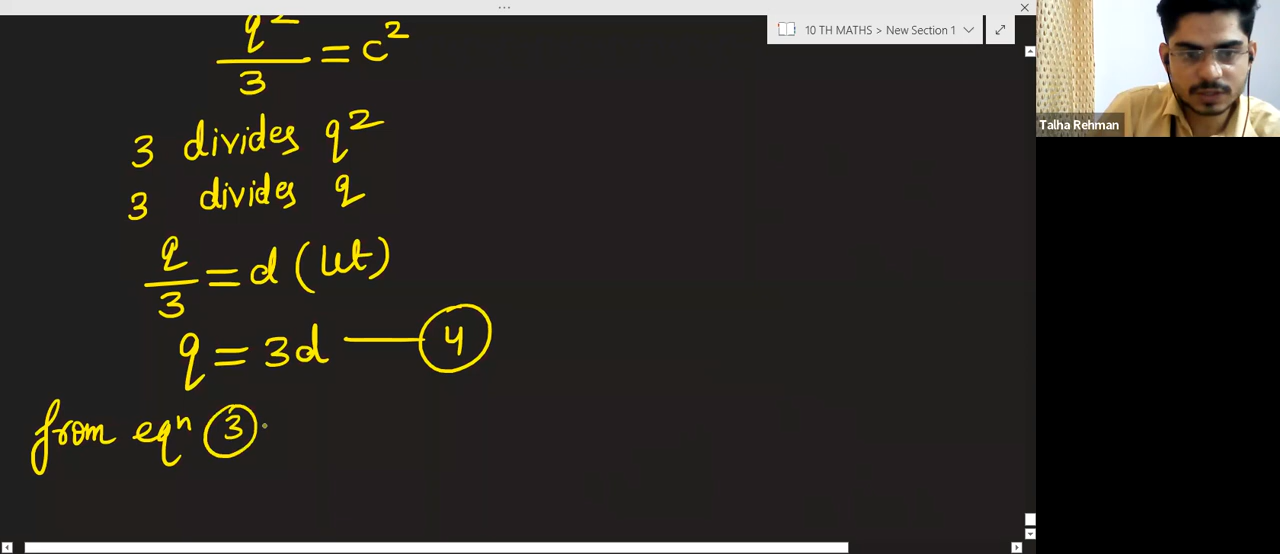 10 TH MATHS > New Section 1
q²/3 = c²
Talha Rehman
3 divides q²
3 divides q
q/3 = d (let)
q = 3d —— 4
from eqⁿ 3